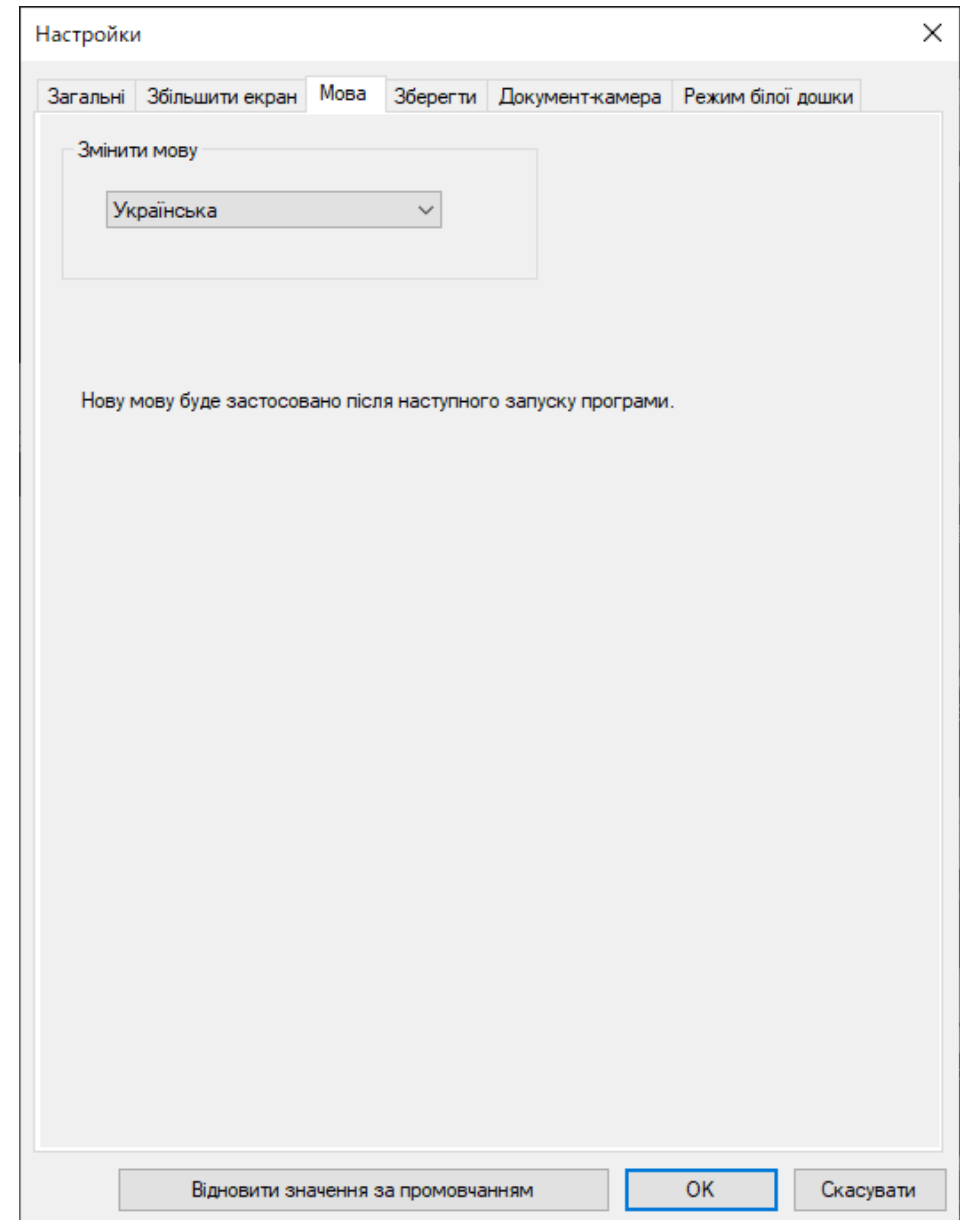 Настройки
Загальні Збільшити екран Мова Зберегти Документ-камера Режим білої дошки
Змінити мову
Українська
Нову мову буде застосовано після наступного запуску програми.
Відновити значення за промовчанням OK Скасувати